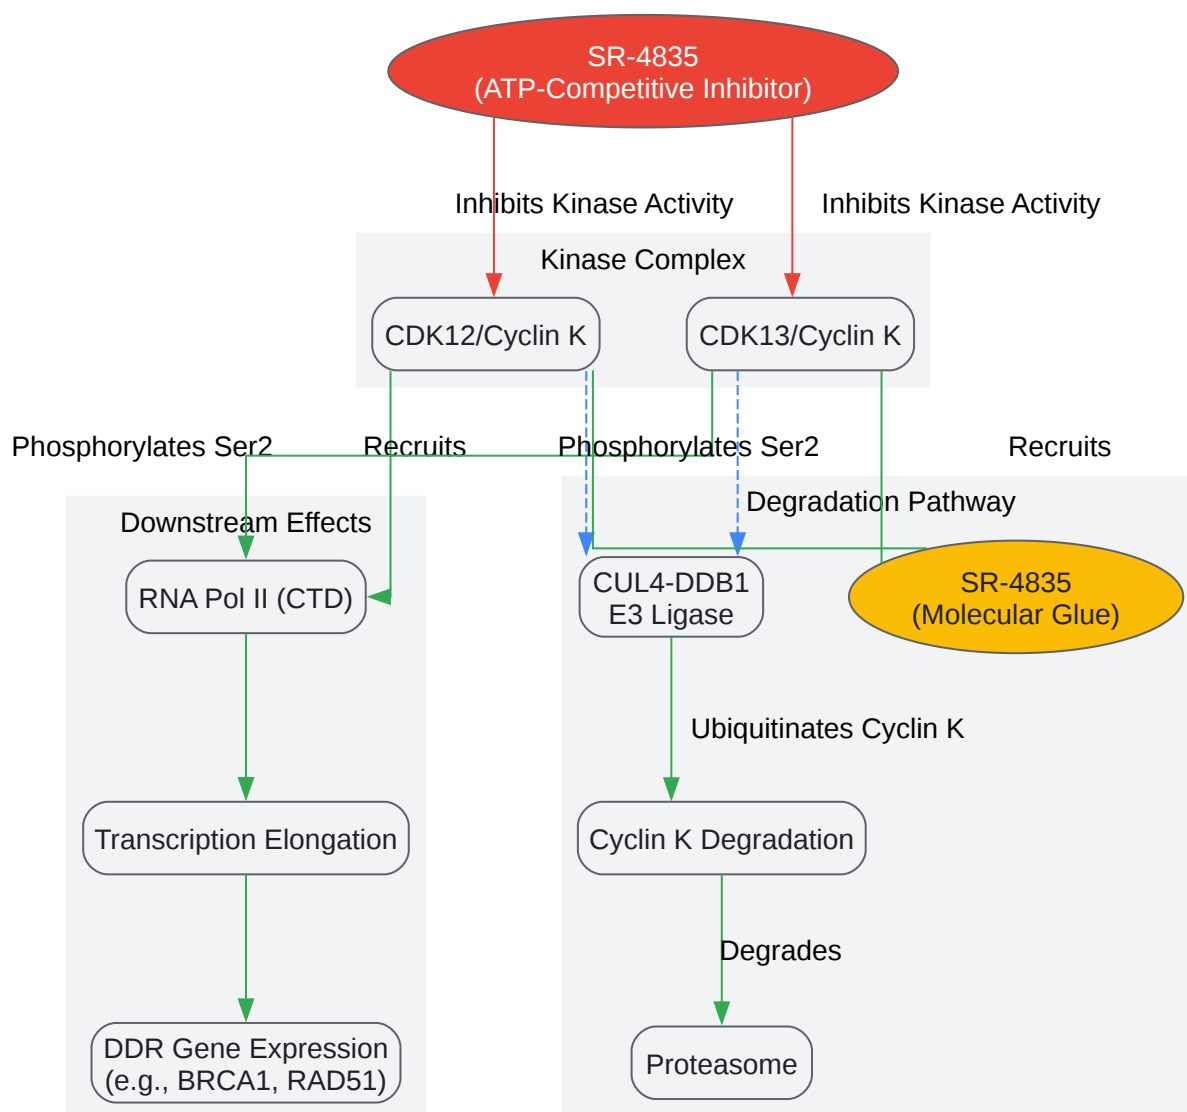 SR-4835
(ATP-Competitive Inhibitor)
Inhibits Kinase Activity
Inhibits Kinase Activity
Kinase Complex
CDK12/Cyclin K
CDK13/Cyclin K
Phosphorylates Ser2
Recruits
Phosphorylates Ser2
Recruits
Degradation Pathway
Downstream Effects
RNA Pol II (CTD)
CUL4-DDB1
E3 Ligase
SR-4835
(Molecular Glue)
Ubiquitinates Cyclin K
Transcription Elongation
Cyclin K Degradation
Degrades
DDR Gene Expression
(e.g., BRCA1, RAD51)
Proteasome